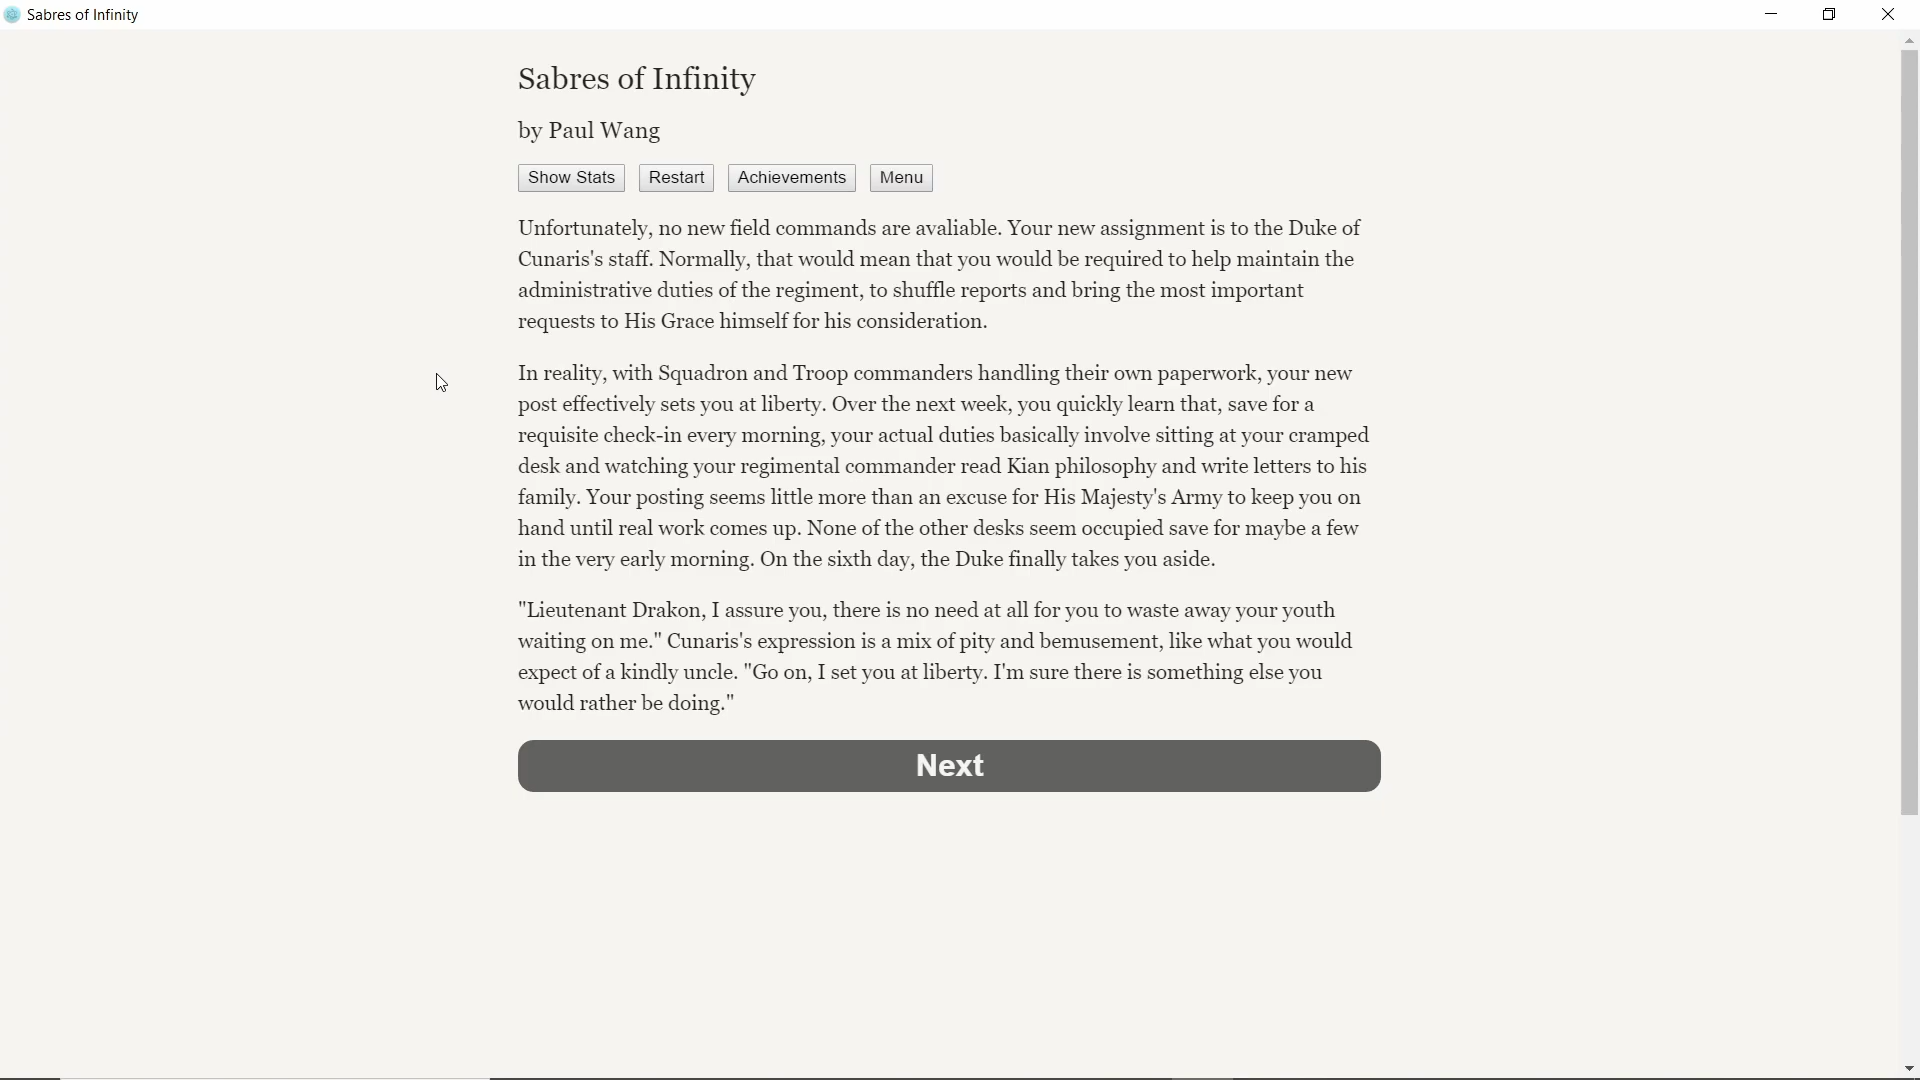 Sabres of Infinity
Sabres of Infinity
by Paul Wang
Show Stats Restart Achievements Menu
Unfortunately, no new field commands are avaliable. Your new assignment is to the Duke of
Cunaris's staff. Normally, that would mean that you would be required to help maintain the
administrative duties of the regiment, to shuffle reports and bring the most important
requests to His Grace himself for his consideration.
In reality, with Squadron and Troop commanders handling their own paperwork, your new
post effectively sets you at liberty. Over the next week, you quickly learn that, save for a
requisite check-in every morning, your actual duties basically involve sitting at your cramped
desk and watching your regimental commander read Kian philosophy and write letters to his
family. Your posting seems little more than an excuse for His Majesty's Army to keep you on
hand until real work comes up. None of the other desks seem occupied save for maybe a few
in the very early morning. On the sixth day, the Duke finally takes you aside.
"Lieutenant Drakon, I assure you, there is no need at all for you to waste away your youth
waiting on me." Cunaris's expression is a mix of pity and bemusement, like what you would
expect of a kindly uncle. "Go on, I set you at liberty. I'm sure there is something else you
would rather be doing."
Next